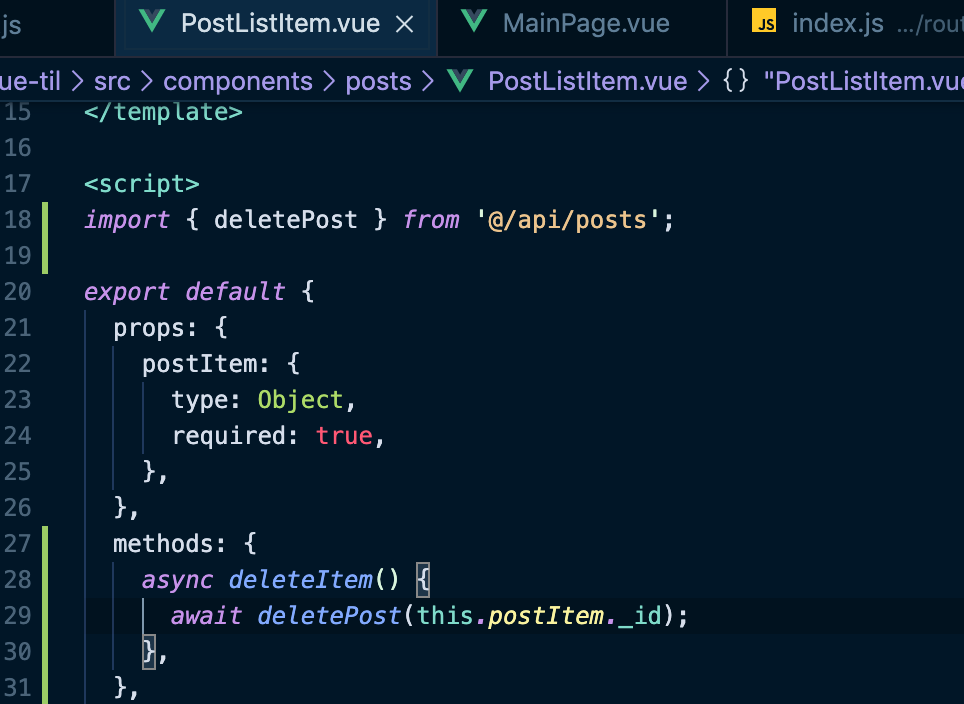 js PostListItem.vue × MainPage.vue JS index.js .../rout
ue-til > src > components > posts > PostListItem.vue > {} "PostListItem.vue
15 </template>
16
17 <script>
18 import { deletePost } from '@/api/posts';
19
20 export default {
21 props: {
22 postItem: {
23 type: Object,
24 required: true,
25 },
26 },
27 methods: {
28 async deleteItem() {
29 await deletePost(this.postItem._id);
30 },
31 },